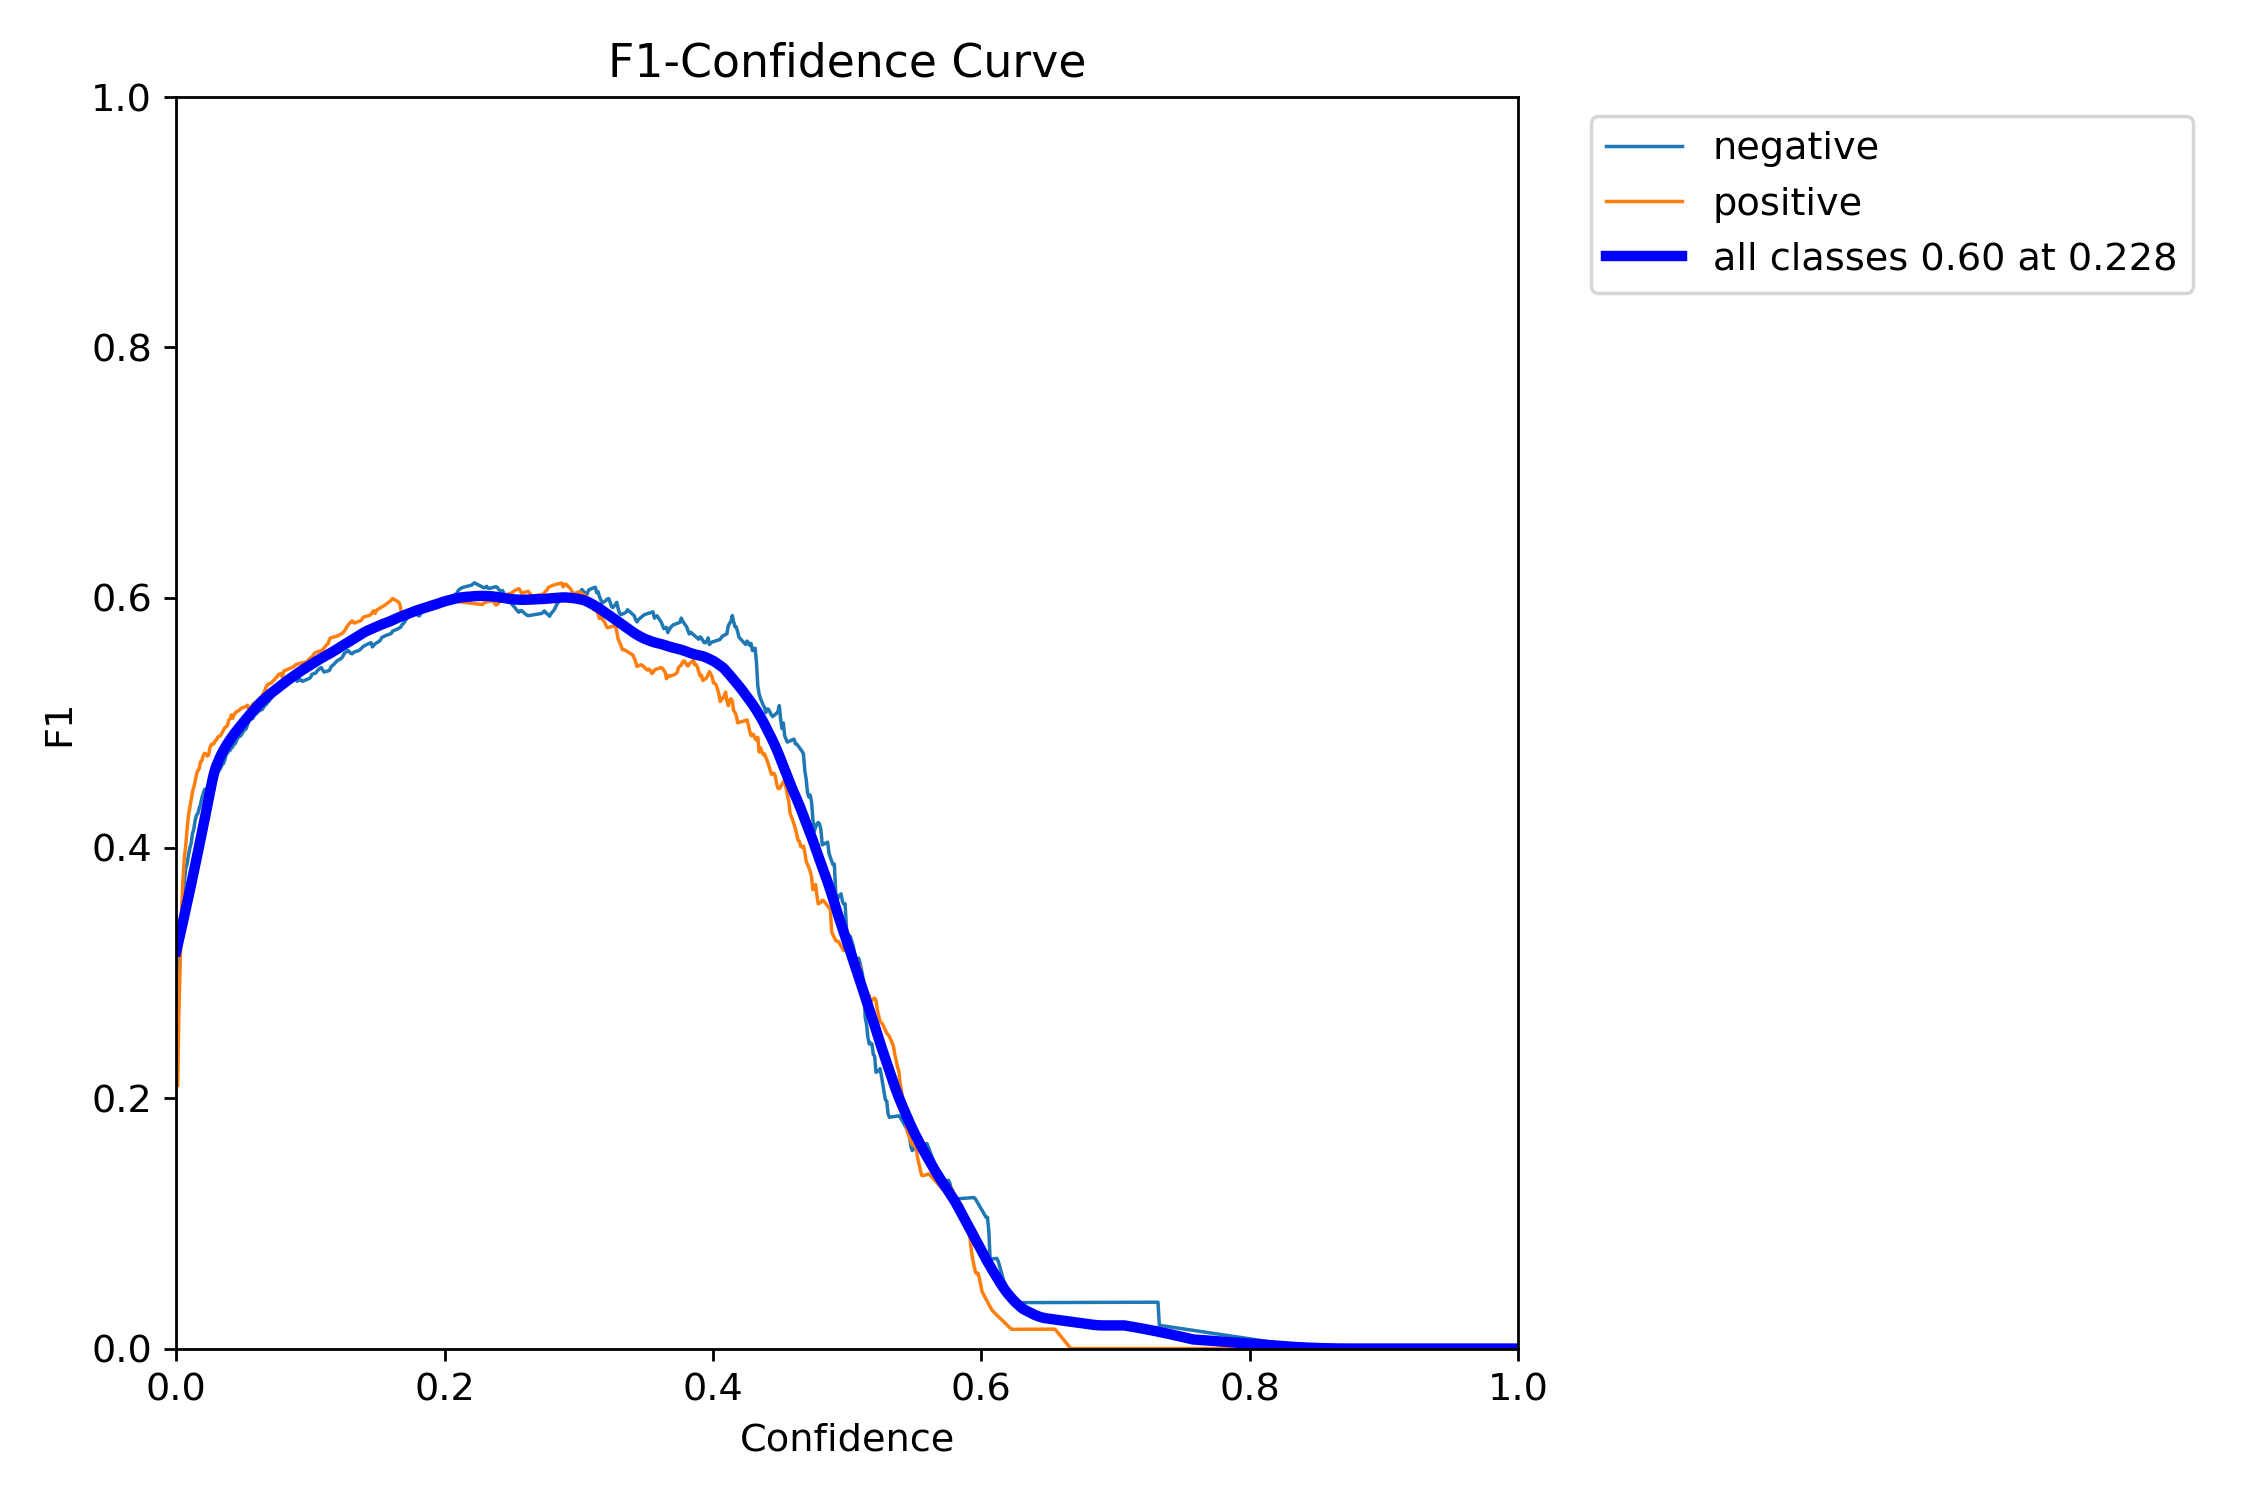 F1-Confidence Curve
1.0
0.8
0.6
0.4
0.2
0.0
F1
0.0 0.2 0.4 0.6 0.8 1.0
Confidence
negative
positive
all classes 0.60 at 0.228